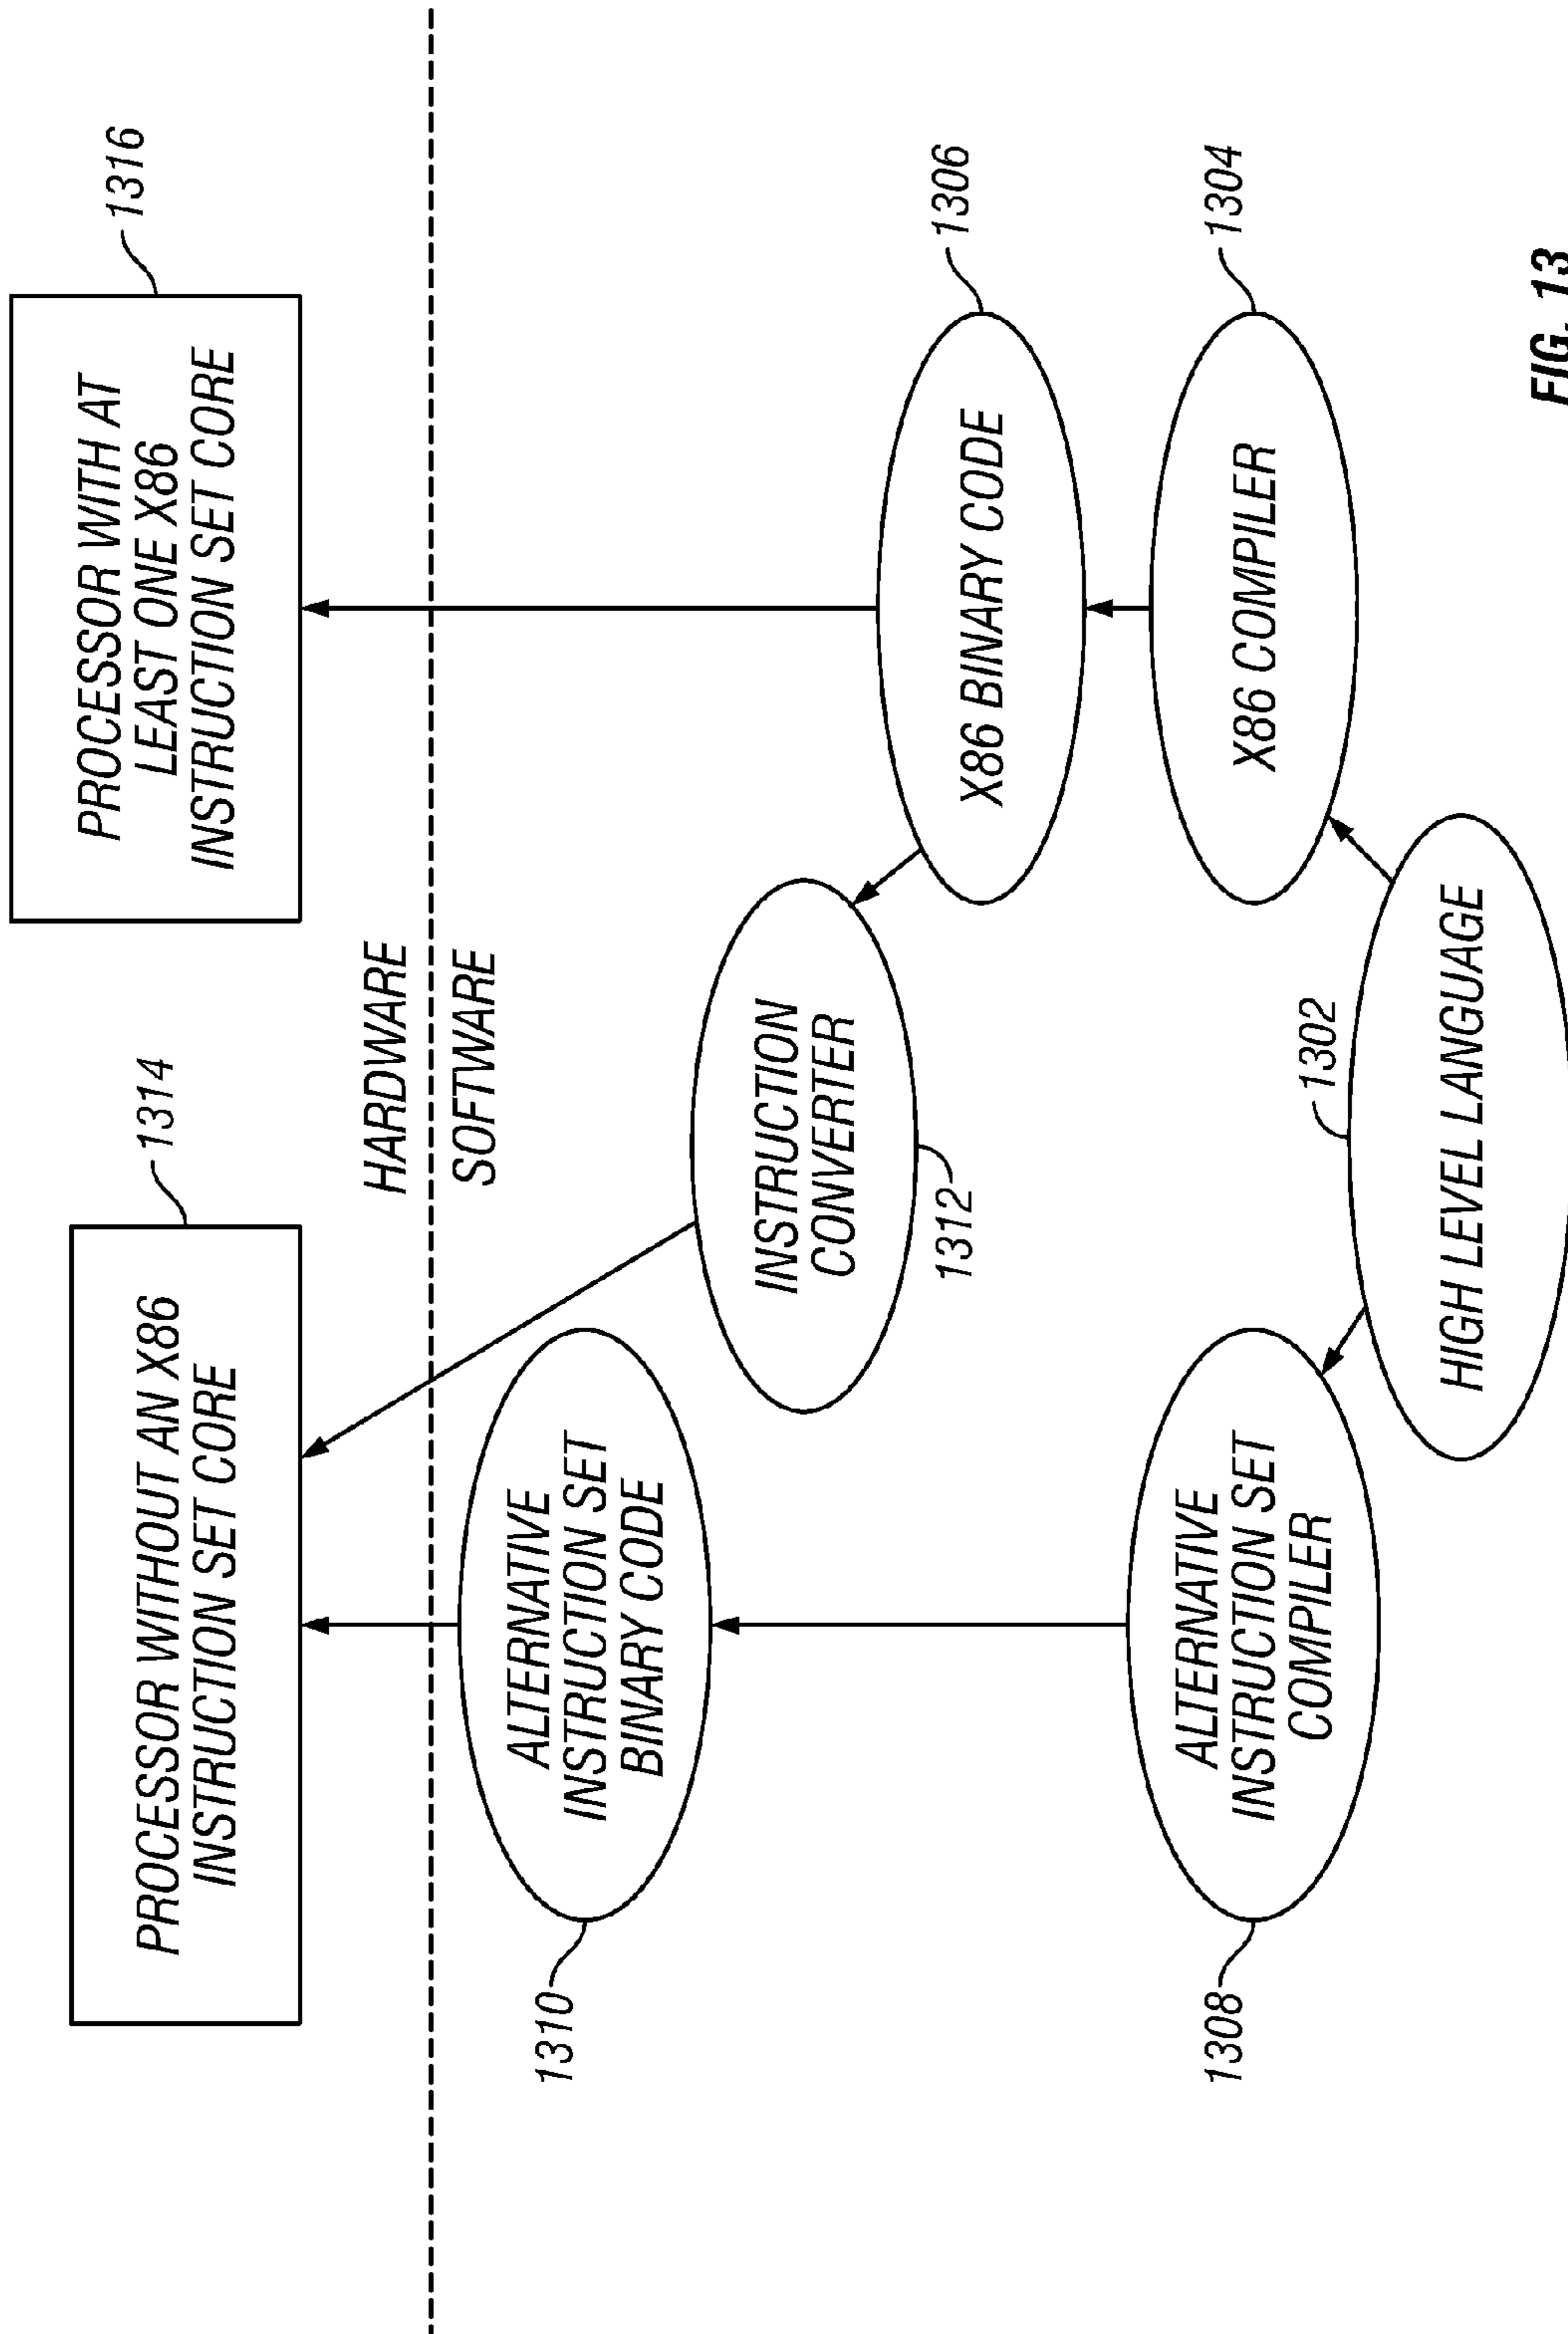 PROCESSOR WITHOUT AN X86
INSTRUCTION SET CORE
1314
PROCESSOR WITH AT
LEAST ONE X86
INSTRUCTION SET CORE
1316
HARDWARE
SOFTWARE
1310
ALTERNATIVE
INSTRUCTION SET
BINARY CODE
INSTRUCTION
CONVERTER
1312
X86 BINARY CODE
1306
1308
ALTERNATIVE
INSTRUCTION SET
COMPILER
X86 COMPILER
1304
1302
HIGH LEVEL LANGUAGE
FIG. 13